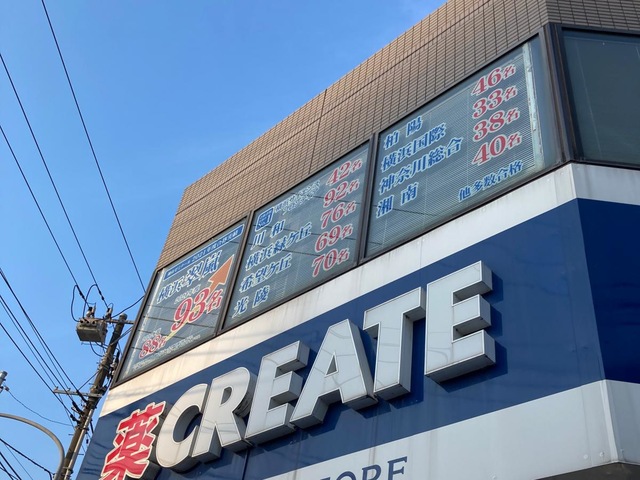 横浜翠嵐
88名
93名
42名
川和 92名
横浜緑ケ丘 76名
希望ケ丘 69名
光陵 70名
柏陽 46名
横浜国際 33名
神奈川総合 38名
湘南 40名
他多数合格
薬 CREATE
STORE